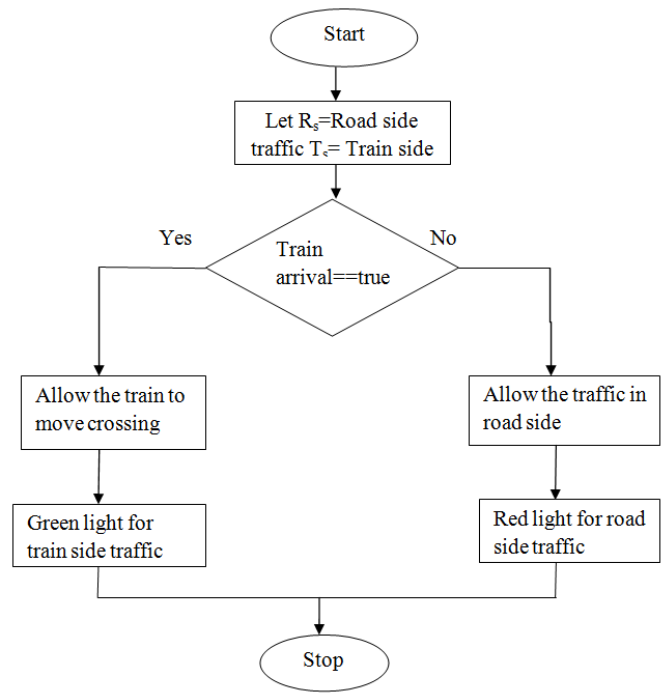 Start
Let Rs=Road side
traffic Ts= Train side
Yes
No
Train
arrival==true
Allow the train to
move crossing
Allow the traffic in
road side
Green light for
train side traffic
Red light for road
side traffic
Stop